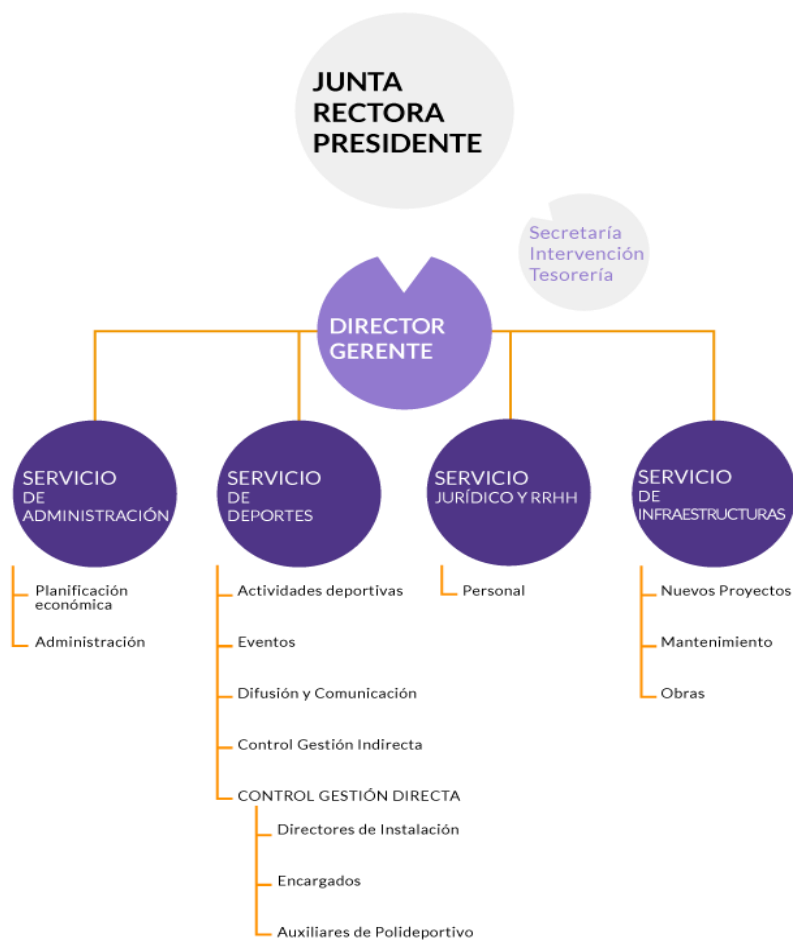 JUNTA
RECTORA
PRESIDENTE
Secretaría
Intervención
Tesorería
DIRECTOR
GERENTE
SERVICIO
DE
ADMINISTRACIÓN
SERVICIO
DE
DEPORTES
SERVICIO
JURÍDICO Y RRHH
SERVICIO
DE
INFRAESTRUCTURAS
Planificación
económica
Administración
Actividades deportivas
Eventos
Difusión y Comunicación
Control Gestión Indirecta
CONTROL GESTIÓN DIRECTA
Directores de Instalación
Encargados
Auxiliares de Polideportivo
Personal
Nuevos Proyectos
Mantenimiento
Obras